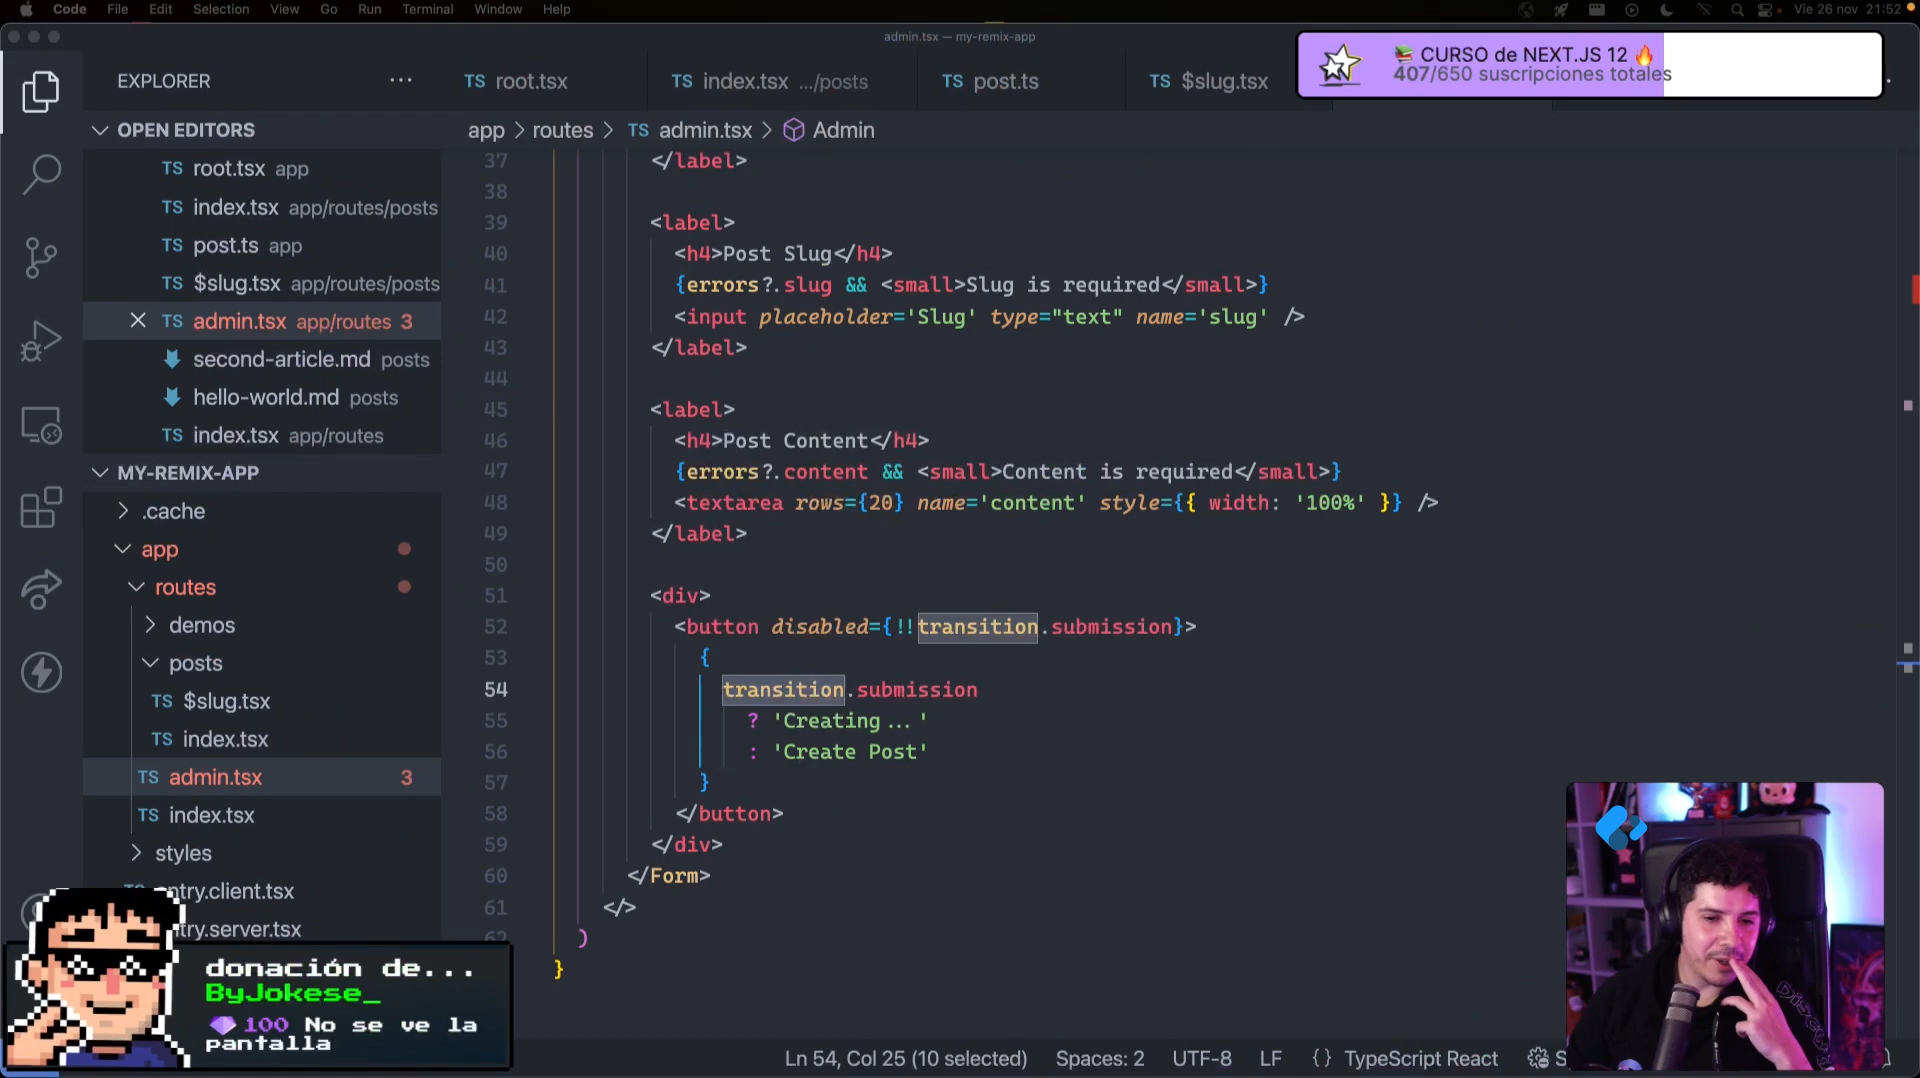 Code File Edit Selection View Go Run Terminal Window Help
Vie 26 nov 21:52
admin.tsx — my-remix-app
EXPLORER
TS root.tsx
TS index.tsx .../posts
TS post.ts
TS $slug.tsx
CURSO de NEXT.JS 12
407/650 suscripciones totales
OPEN EDITORS
app > routes > TS admin.tsx > Admin
TS root.tsx app
TS index.tsx app/routes/posts
TS post.ts app
TS $slug.tsx app/routes/posts
TS admin.tsx app/routes 3
second-article.md posts
hello-world.md posts
TS index.tsx app/routes
MY-REMIX-APP
.cache
app
routes
demos
posts
TS $slug.tsx
TS index.tsx
TS admin.tsx 3
TS index.tsx
styles
entry.client.tsx
try.server.tsx
37 </label>
38
39 <label>
40 <h4>Post Slug</h4>
41 {errors?.slug && <small>Slug is required</small>}
42 <input placeholder='Slug' type="text" name='slug' />
43 </label>
44
45 <label>
46 <h4>Post Content</h4>
47 {errors?.content && <small>Content is required</small>}
48 <textarea rows={20} name='content' style={{ width: '100%' }} />
49 </label>
50
51 <div>
52 <button disabled={!!transition.submission}>
53 {
54 transition.submission
55 ? 'Creating...'
56 : 'Create Post'
57 }
58 </button>
59 </div>
60 </Form>
61 </>
62 )
}
donación de...
ByJokese_
100 No se ve la
pantalla
Ln 54, Col 25 (10 selected) Spaces: 2 UTF-8 LF {} TypeScript React